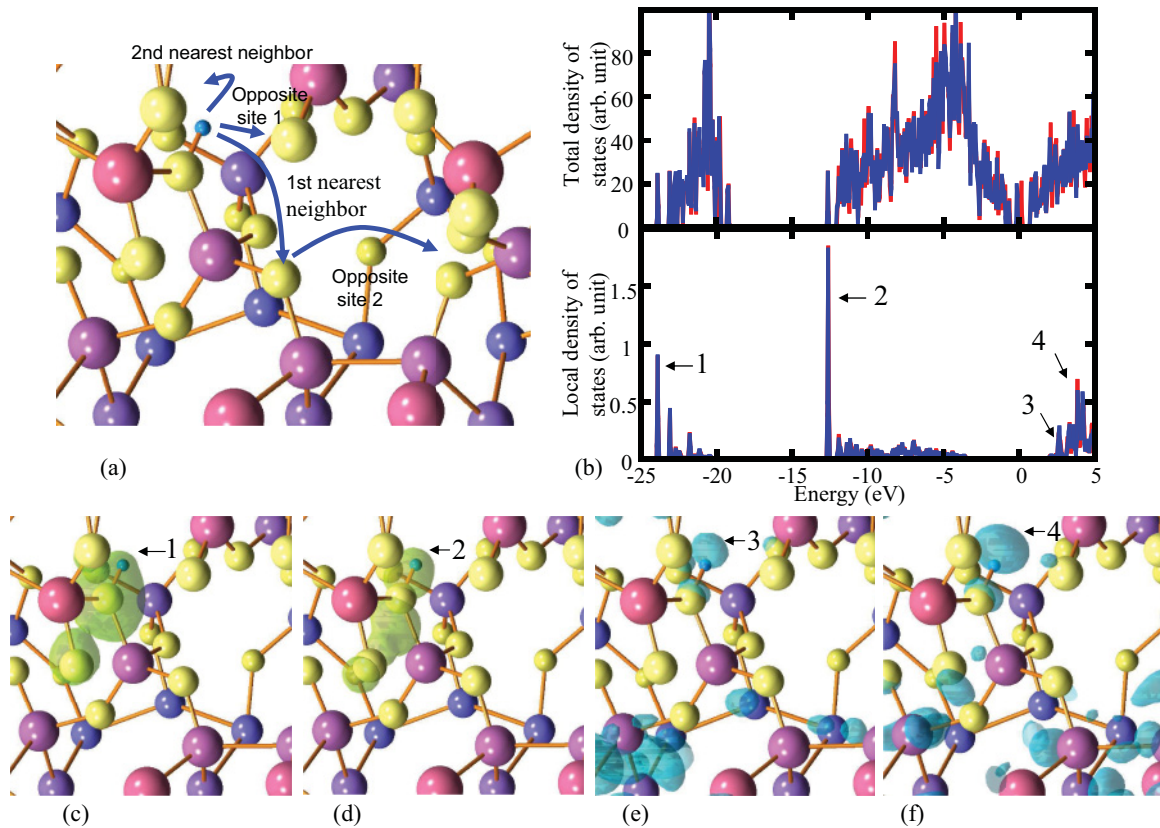 2nd nearest neighbor
Opposite
site 1
1st nearest
neighbor
Opposite
site 2
(a)
Total density of
states (arb. unit)
80
60
40
20
0
Local density of
states (arb. unit)
1.5
1
0.5
0
1
2
3
4
-25
-20
-15
-10
-5
0
5
Energy (eV)
(b)
1
(c)
2
(d)
3
(e)
4
(f)